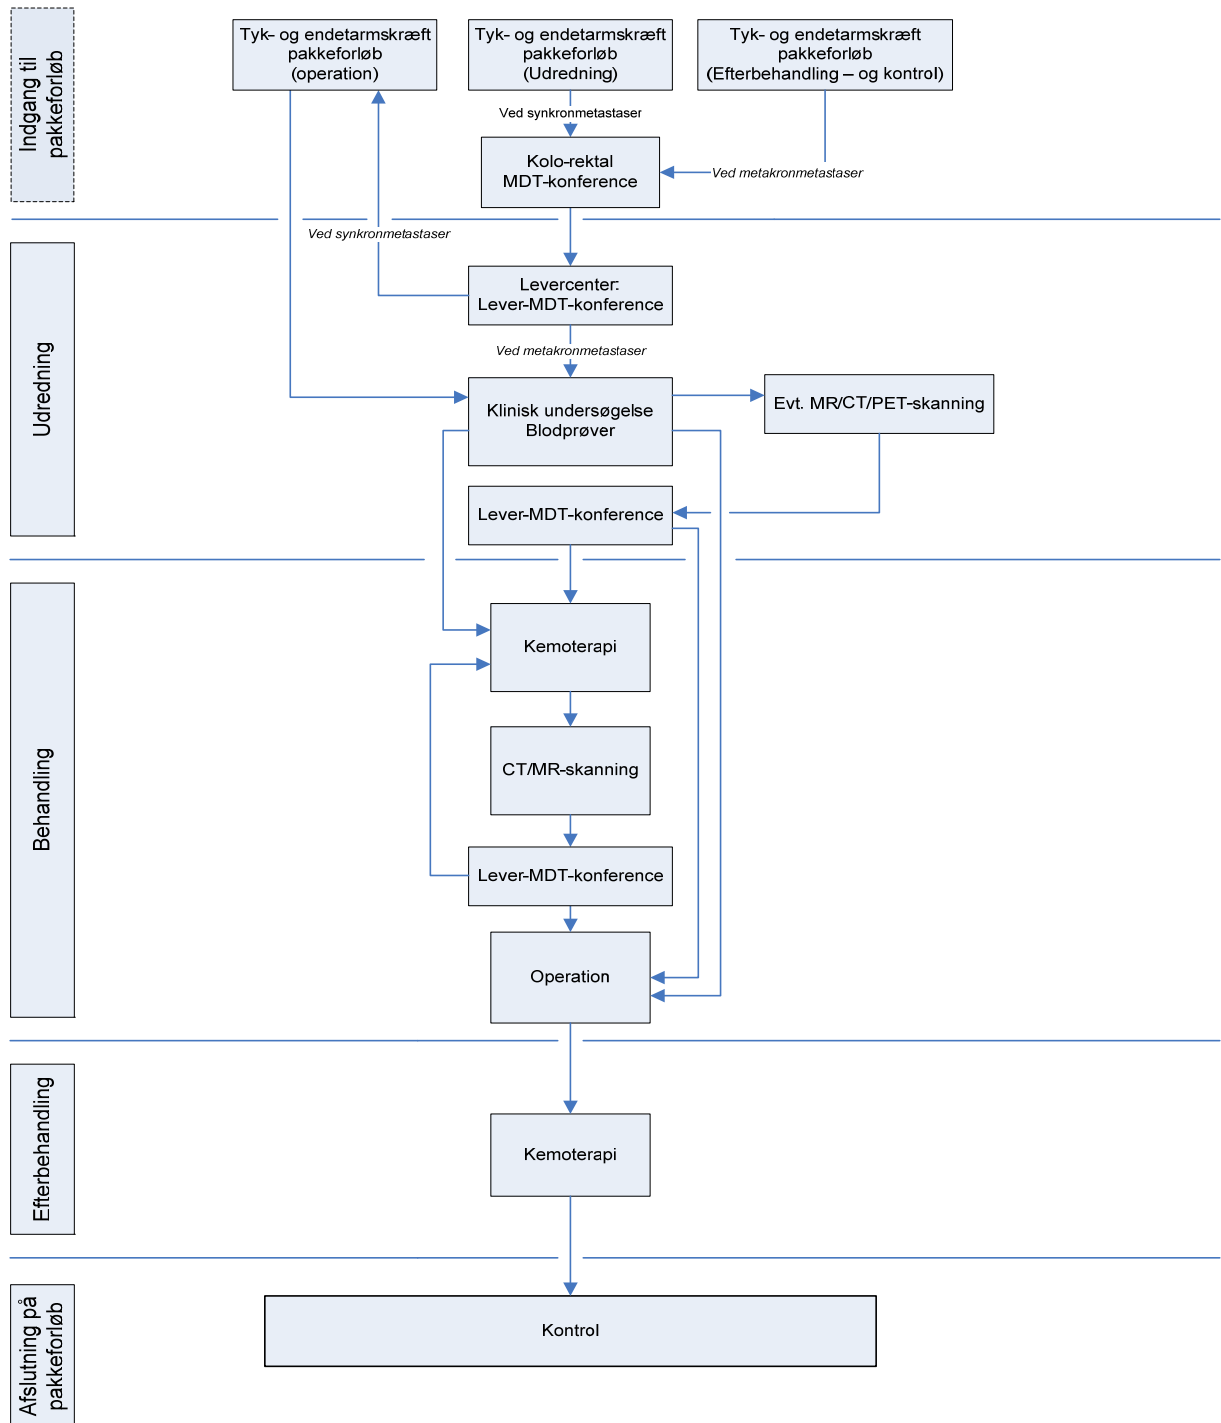 Indgang til
pakkeforløb
Tyk- og endetarmskræft
pakkeforløb
(operation)
Tyk- og endetarmskræft
pakkeforløb
(Udredning)
Tyk- og endetarmskræft
pakkeforløb
(Efterbehandling – og kontrol)
Ved synkronmetastaser
Kolo-rektal
MDT-konference
Ved metakronmetastaser
Udredning
Ved synkronmetastaser
Levercenter:
Lever-MDT-konference
Ved metakronmetastaser
Klinisk undersøgelse
Blodprøver
Evt. MR/CT/PET-skanning
Lever-MDT-konference
Behandling
Kemoterapi
CT/MR-skanning
Lever-MDT-konference
Operation
Efterbehandling
Kemoterapi
Afslutning på
pakkeforløb
Kontrol